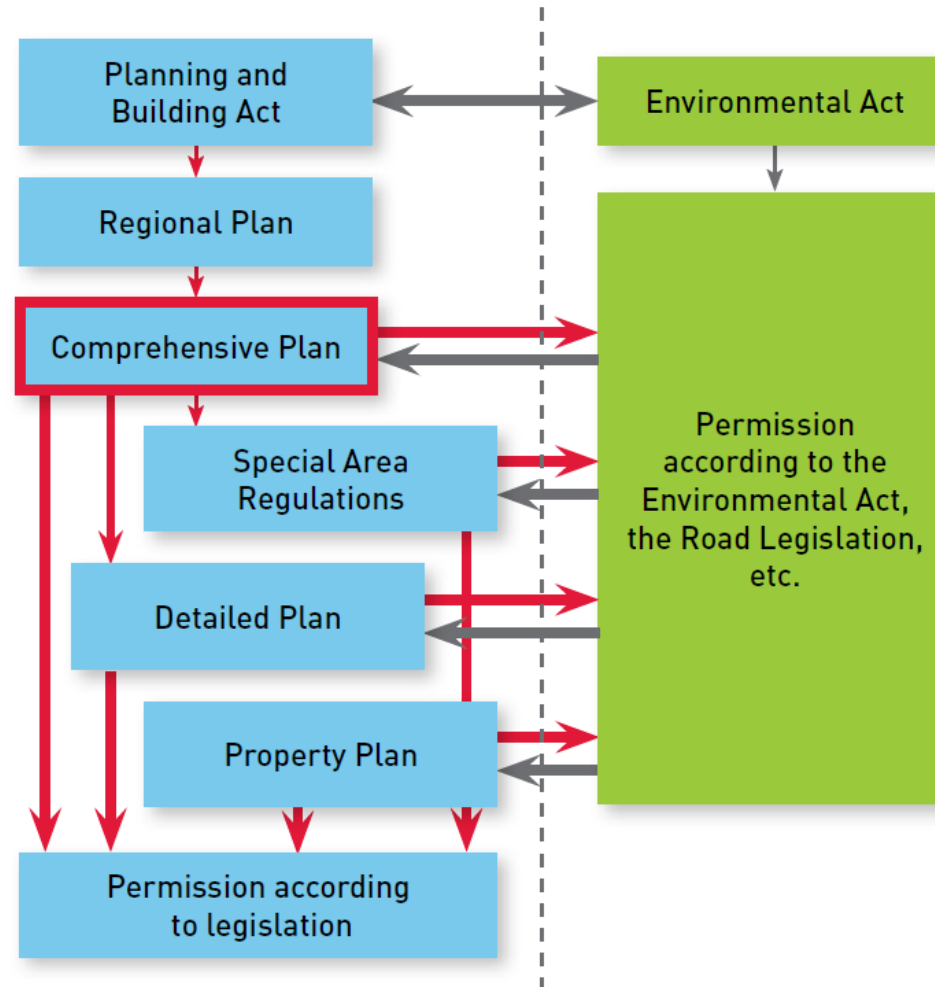 Planning and
Building Act
Environmental Act
Regional Plan
Comprehensive Plan
Special Area
Regulations
Detailed Plan
Property Plan
Permission according
to legislation
Permission
according to the
Environmental Act,
the Road Legislation,
etc.